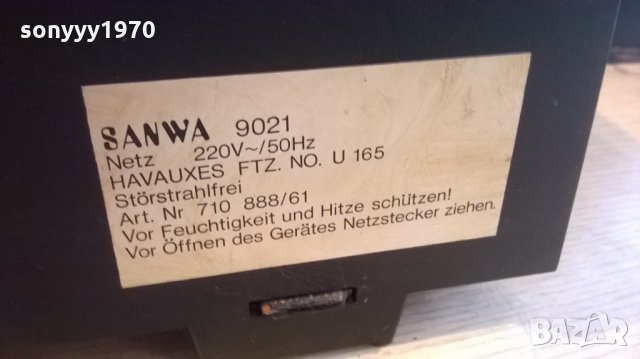 sonyyy1970
SANWA 9021
Netz 220V~/50Hz
HAVAUXES FTZ. NO. U 165
Störstrahlfrei
Art. Nr 710 888/61
Vor Feuchtigkeit und Hitze schützen!
Vor Öffnen des Gerätes Netzstecker ziehen.
BAZAR